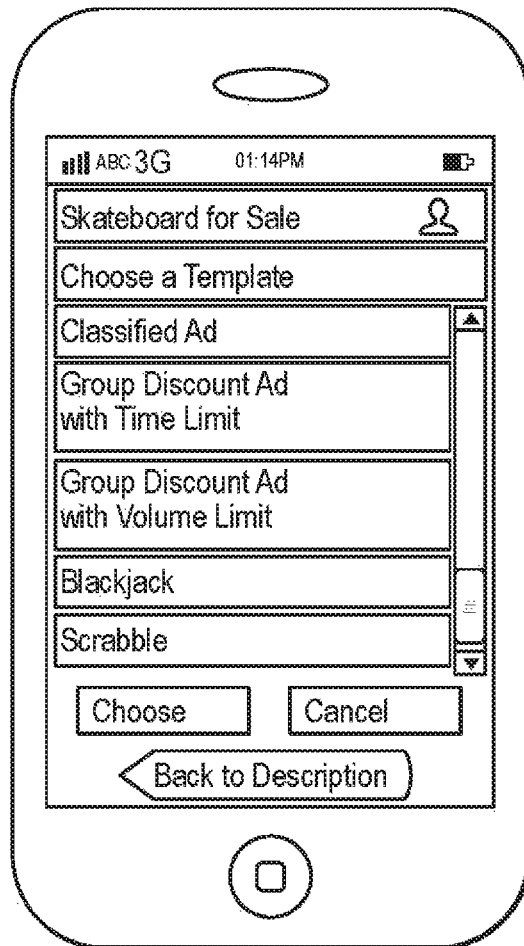 ABC 3G 01:14PM
Skateboard for Sale
Choose a Template
Classified Ad
Group Discount Ad
with Time Limit
Group Discount Ad
with Volume Limit
Blackjack
Scrabble
Choose Cancel
Back to Description